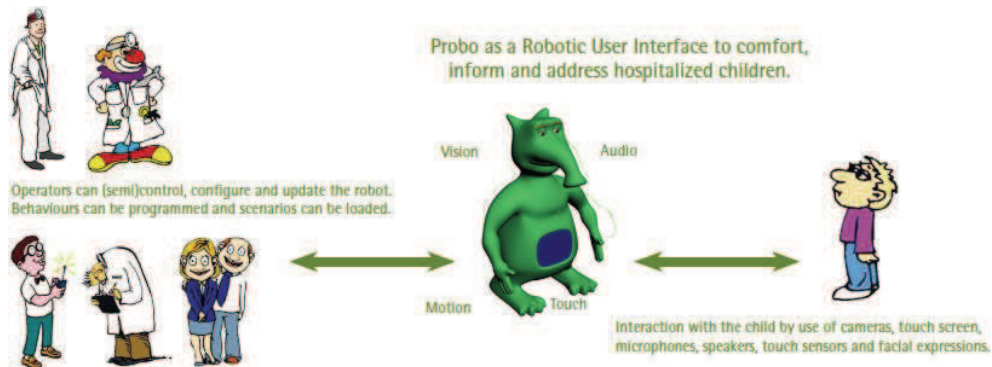 Probo as a Robotic User Interface to comfort,
inform and address hospitalized children.
Vision
Audio
Operators can (semi)control, configure and update the robot.
Behaviours can be programmed and scenarios can be loaded.
Motion
Touch
Interaction with the child by use of cameras, touch screen,
microphones, speakers, touch sensors and facial expressions.